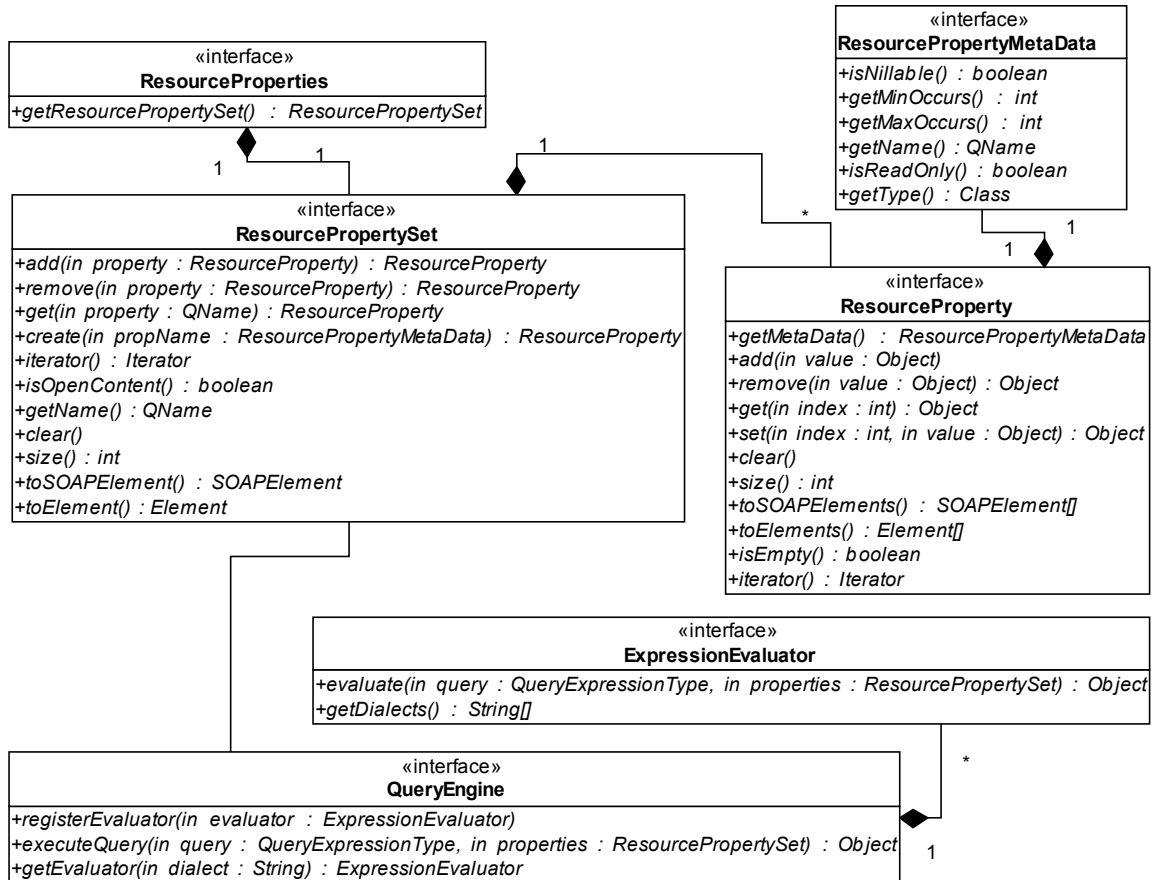 «interface»
ResourceProperties
+getResourcePropertySet() : ResourcePropertySet
1
1
«interface»
ResourcePropertyMetaData
+isNillable() : boolean
+getMinOccurs() : int
+getMaxOccurs() : int
+getName() : QName
+isReadOnly() : boolean
+getType() : Class
1
1
1
*
«interface»
ResourcePropertySet
+add(in property : ResourceProperty) : ResourceProperty
+remove(in property : ResourceProperty) : ResourceProperty
+get(in property : QName) : ResourceProperty
+create(in propName : ResourcePropertyMetaData) : ResourceProperty
+iterator() : Iterator
+isOpenContent() : boolean
+getName() : QName
+clear()
+size() : int
+toSOAPElement() : SOAPElement
+toElement() : Element
«interface»
ResourceProperty
+getMetaData() : ResourcePropertyMetaData
+add(in value : Object)
+remove(in value : Object) : Object
+get(in index : int) : Object
+set(in index : int, in value : Object) : Object
+clear()
+size() : int
+toSOAPElements() : SOAPElement[]
+toElements() : Element[]
+isEmpty() : boolean
+iterator() : Iterator
«interface»
ExpressionEvaluator
+evaluate(in query : QueryExpressionType, in properties : ResourcePropertySet) : Object
+getDialects() : String[]
*
1
«interface»
QueryEngine
+registerEvaluator(in evaluator : ExpressionEvaluator)
+executeQuery(in query : QueryExpressionType, in properties : ResourcePropertySet) : Object
+getEvaluator(in dialect : String) : ExpressionEvaluator